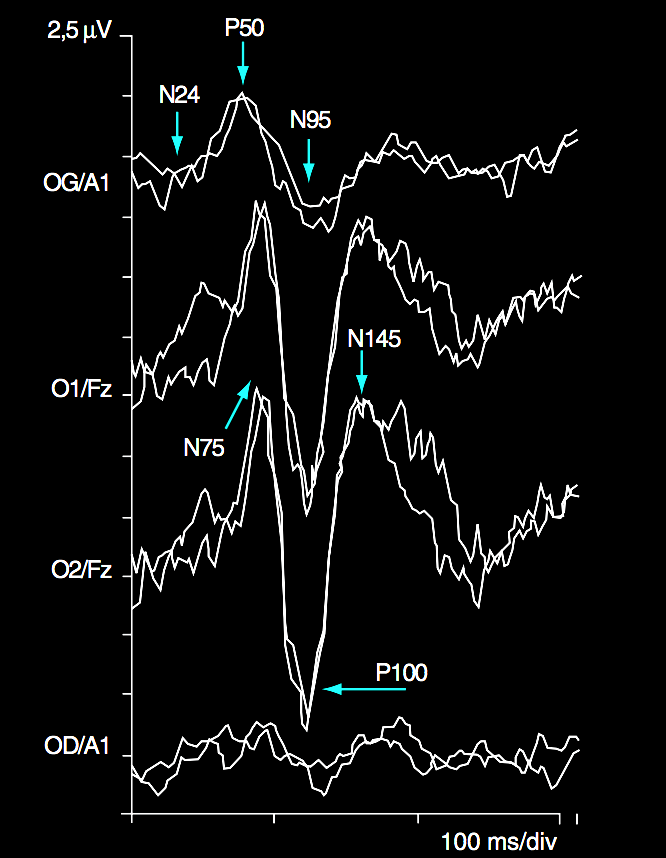 2,5 µV
P50
N24
N95
OG/A1
N145
O1/Fz
N75
O2/Fz
P100
OD/A1
100 ms/div